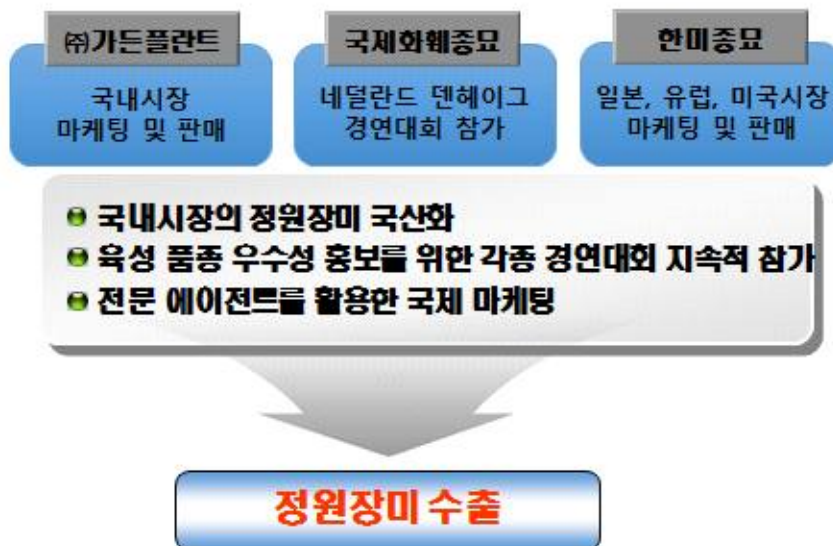 ㈜가든플란트
국내시장
마케팅 및 판매
국제화훼종묘
네덜란드 덴헤이그
경연대회 참가
한미종묘
일본, 유럽, 미국시장
마케팅 및 판매
국내시장의 정원장미 국산화
육성 품종 우수성 홍보를 위한 각종 경연대회 지속적 참가
전문 에이전트를 활용한 국제 마케팅
정원장미 수출